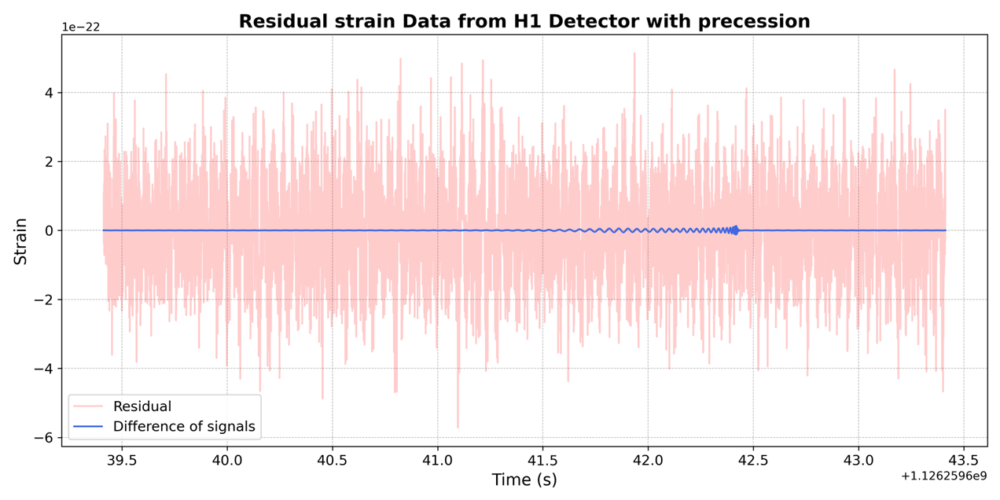 Residual strain Data from H1 Detector with precession
1e−22
Strain
4
2
0
−2
−4
−6
Residual
Difference of signals
39.5 40.0 40.5 41.0 41.5 42.0 42.5 43.0 43.5
Time (s)
+1.1262596e9